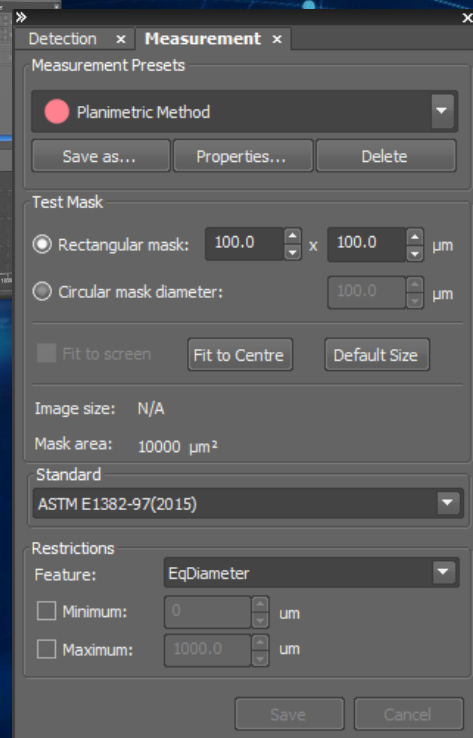 Detection x Measurement x
Measurement Presets
Planimetric Method
Save as... Properties... Delete
Test Mask
Rectangular mask: 100.0 x 100.0 µm
Circular mask diameter: 100.0 µm
Fit to screen Fit to Centre Default Size
Image size: N/A
Mask area: 10000 µm²
Standard
ASTM E1382-97(2015)
Restrictions
Feature: EqDiameter
Minimum: 0 um
Maximum: 1000.0 um
Save Cancel